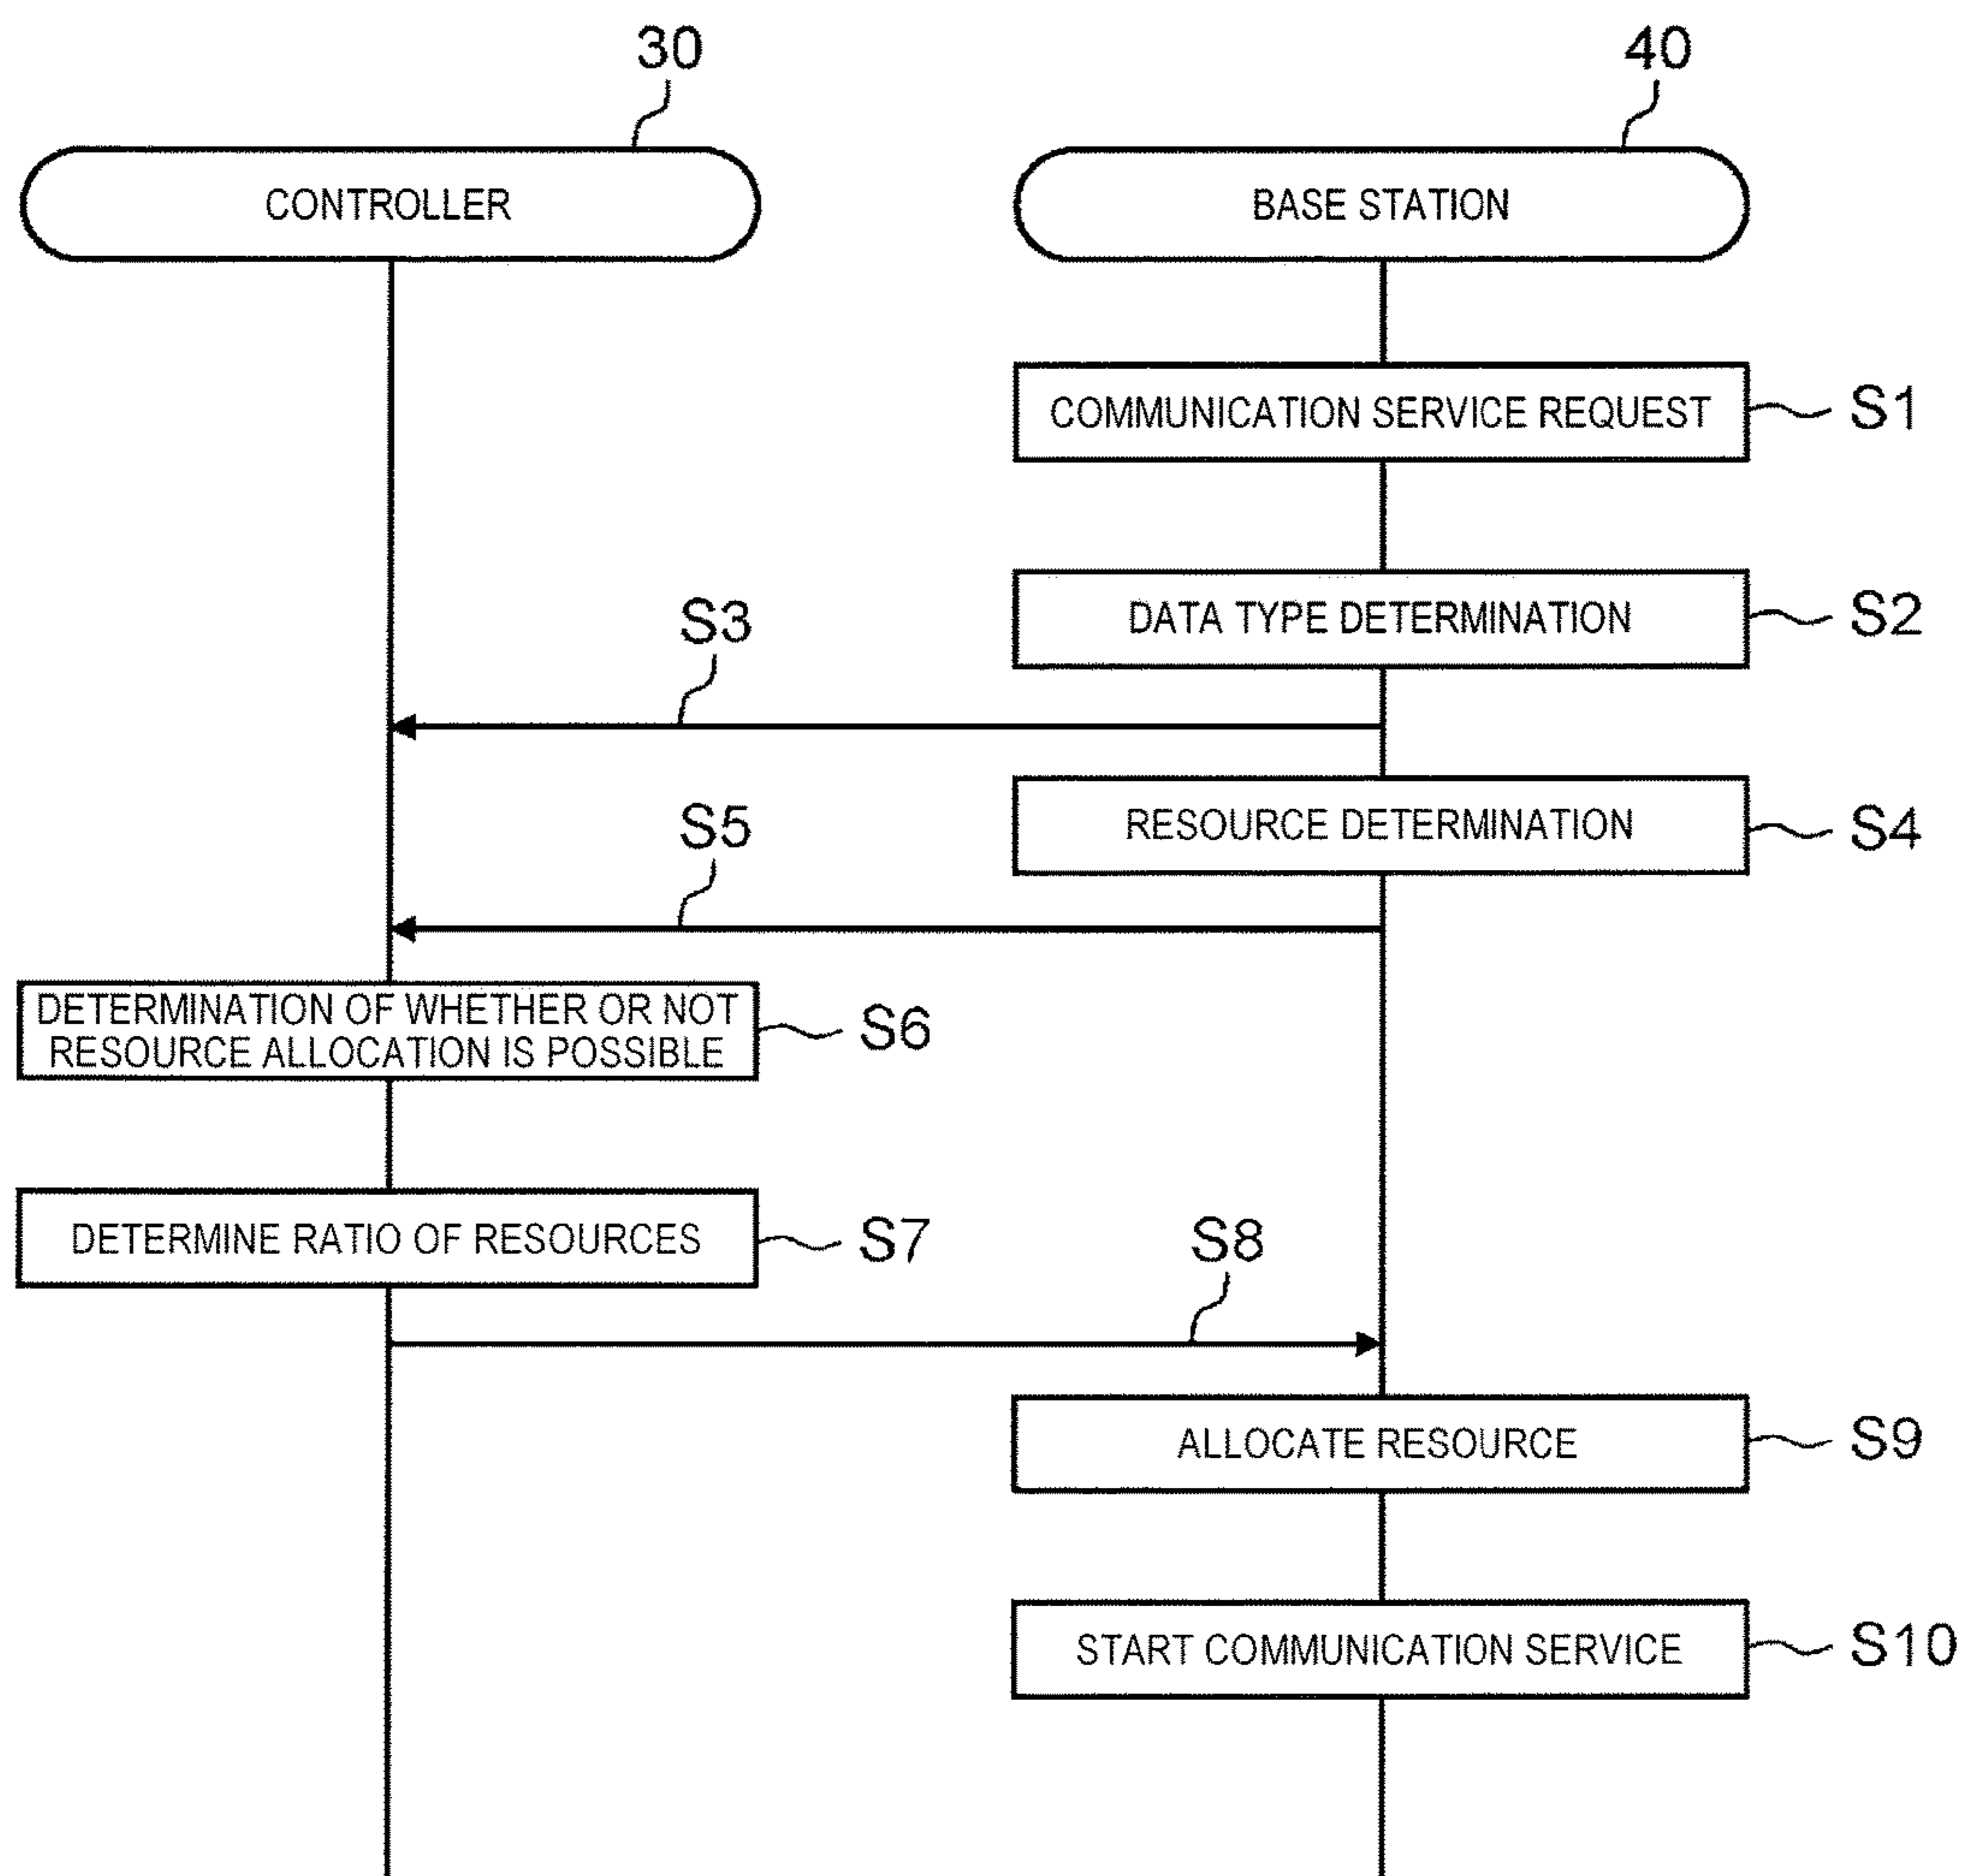 30
40
CONTROLLER
BASE STATION
COMMUNICATION SERVICE REQUEST
S1
DATA TYPE DETERMINATION
S2
S3
RESOURCE DETERMINATION
S4
S5
DETERMINATION OF WHETHER OR NOT
RESOURCE ALLOCATION IS POSSIBLE
S6
DETERMINE RATIO OF RESOURCES
S7
S8
ALLOCATE RESOURCE
S9
START COMMUNICATION SERVICE
S10